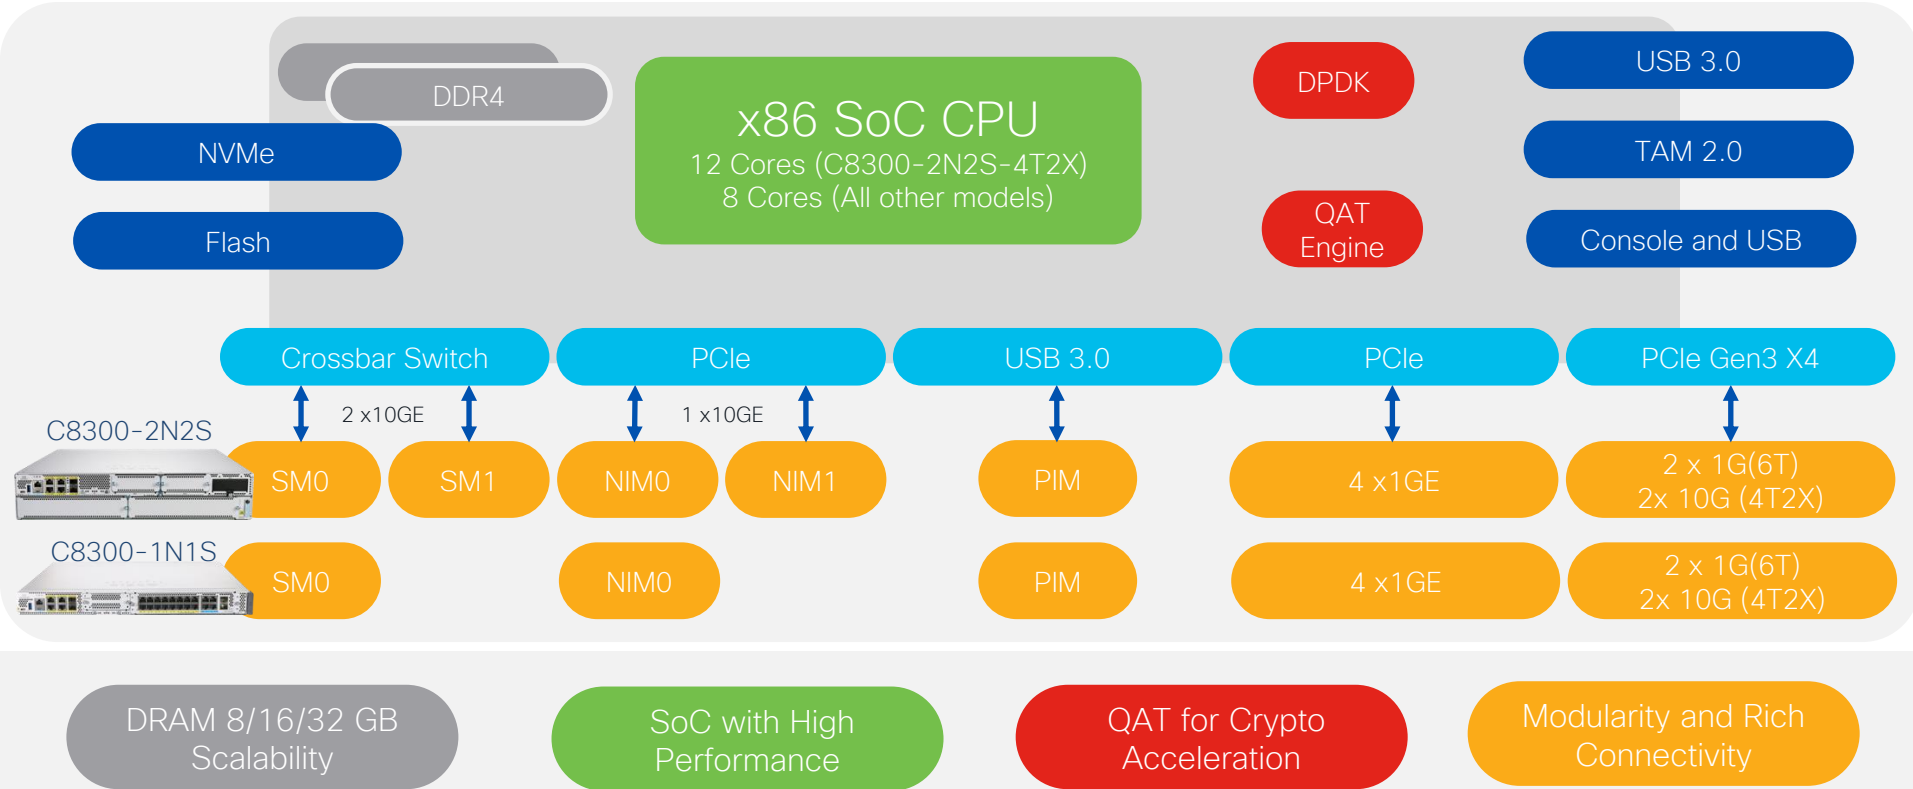 DDR4
x86 SoC CPU
12 Cores (C8300-2N2S-4T2X)
8 Cores (All other models)
DPDK
QAT
Engine
USB 3.0
TAM 2.0
Console and USB
NVMe
Flash
Crossbar Switch
PCIe
USB 3.0
PCIe
PCIe Gen3 X4
2 x10GE
1 x10GE
C8300-2N2S
SM0
SM1
NIM0
NIM1
PIM
4 x1GE
2 x 1G(6T)
2x 10G (4T2X)
C8300-1N1S
SM0
NIM0
PIM
4 x1GE
2 x 1G(6T)
2x 10G (4T2X)
DRAM 8/16/32 GB
Scalability
SoC with High
Performance
QAT for Crypto
Acceleration
Modularity and Rich
Connectivity